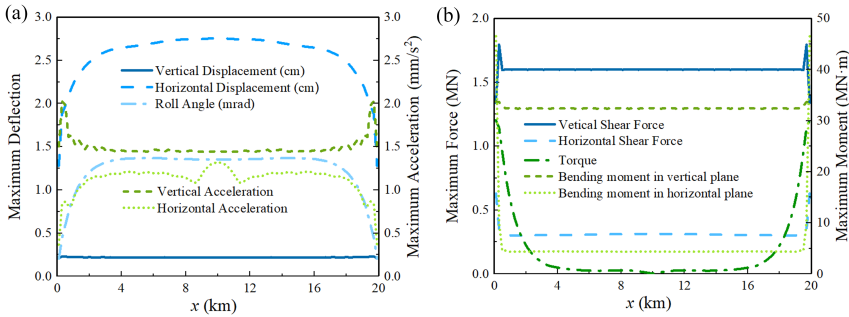 (a)
3.0
2.5
2.0
1.5
1.0
0.5
0.0
Maximum Deflection
Vertical Displacement (cm)
Horizontal Displacement (cm)
Roll Angle (mrad)
Vertical Acceleration
Horizontal Acceleration
3.0
2.5
2.0
1.5
1.0
0.5
0.0
Maximum Acceleration (mm/s²)
0 4 8 12 16 20
x (km)
(b)
2.0
1.5
1.0
0.5
0.0
Maximum Force (MN)
Vetical Shear Force
Horizontal Shear Force
Torque
Bending moment in vertical plane
Bending moment in horizontal plane
50
40
30
20
10
0
Maximum Moment (MN·m)
0 4 8 12 16 20
x (km)